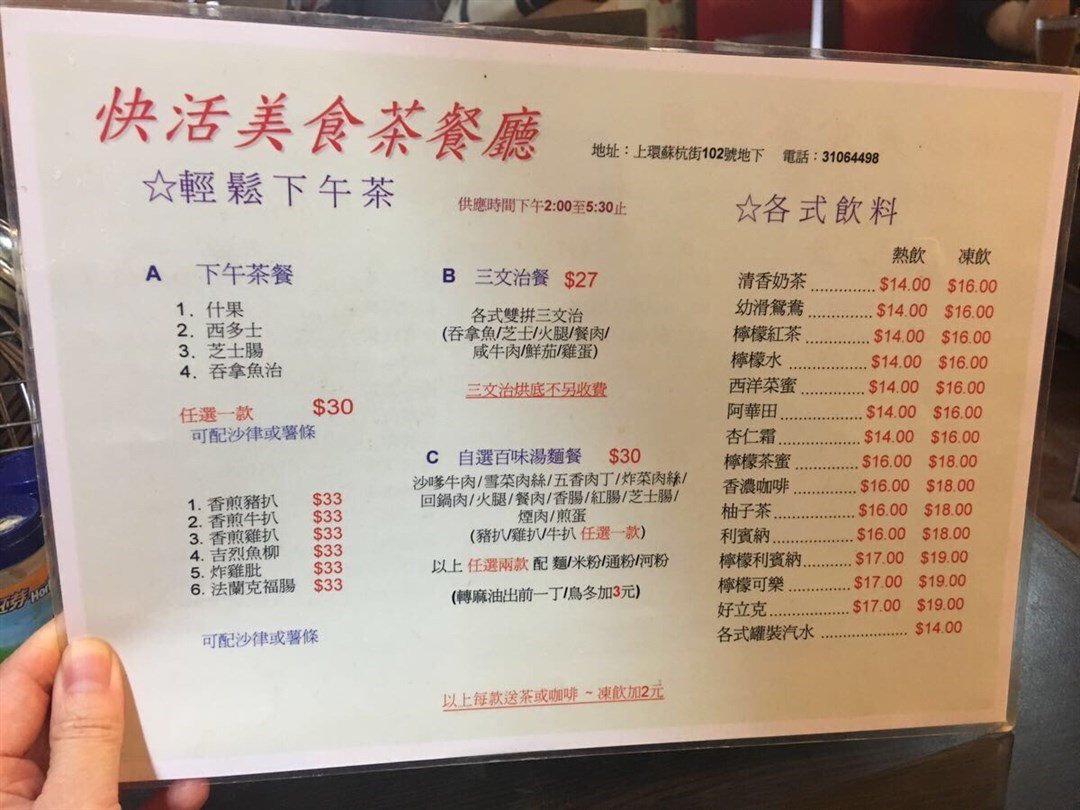 快活美食茶餐廳
地址：上環蘇杭街102號地下 電話：31064498
☆輕鬆下午茶
供應時間下午2:00至5:30止
A 下午茶餐
1. 什果
2. 西多士
3. 芝士腸
4. 吞拿魚治
任選一款 $30
可配沙律或薯條
1. 香煎豬扒 $33
2. 香煎牛扒 $33
3. 香煎雞扒 $33
4. 吉烈魚柳 $33
5. 炸雞肶 $33
6. 法蘭克福腸 $33
可配沙律或薯條
B 三文治餐 $27
各式雙拼三文治
(吞拿魚/芝士/火腿/餐肉/
咸牛肉/鮮茄/雞蛋)
三文治烘底不另收費
C 自選百味湯麵餐 $30
沙嗲牛肉/雪菜肉絲/五香肉丁/炸菜肉絲/
回鍋肉/火腿/餐肉/香腸/紅腸/芝士腸/
煙肉/煎蛋
(豬扒/雞扒/牛扒 任選一款)
以上 任選兩款 配 麵/米粉/通粉/河粉
(轉麻油出前一丁/烏冬加3元)
以上每款送茶或咖啡 ~ 凍飲加2元
☆各式飲料
熱飲 凍飲
清香奶茶 .............. $14.00 $16.00
幼滑鴛鴦 .............. $14.00 $16.00
檸檬紅茶 .............. $14.00 $16.00
檸檬水 .............. $14.00 $16.00
西洋菜蜜 .............. $14.00 $16.00
阿華田 .............. $14.00 $16.00
杏仁霜 .............. $14.00 $16.00
檸檬茶蜜 .............. $16.00 $18.00
香濃咖啡 .............. $16.00 $18.00
柚子茶 .............. $16.00 $18.00
利賓納 .............. $16.00 $18.00
檸檬利賓納 .............. $17.00 $19.00
檸檬可樂 .............. $17.00 $19.00
好立克 .............. $17.00 $19.00
各式罐裝汽水 .............. $14.00